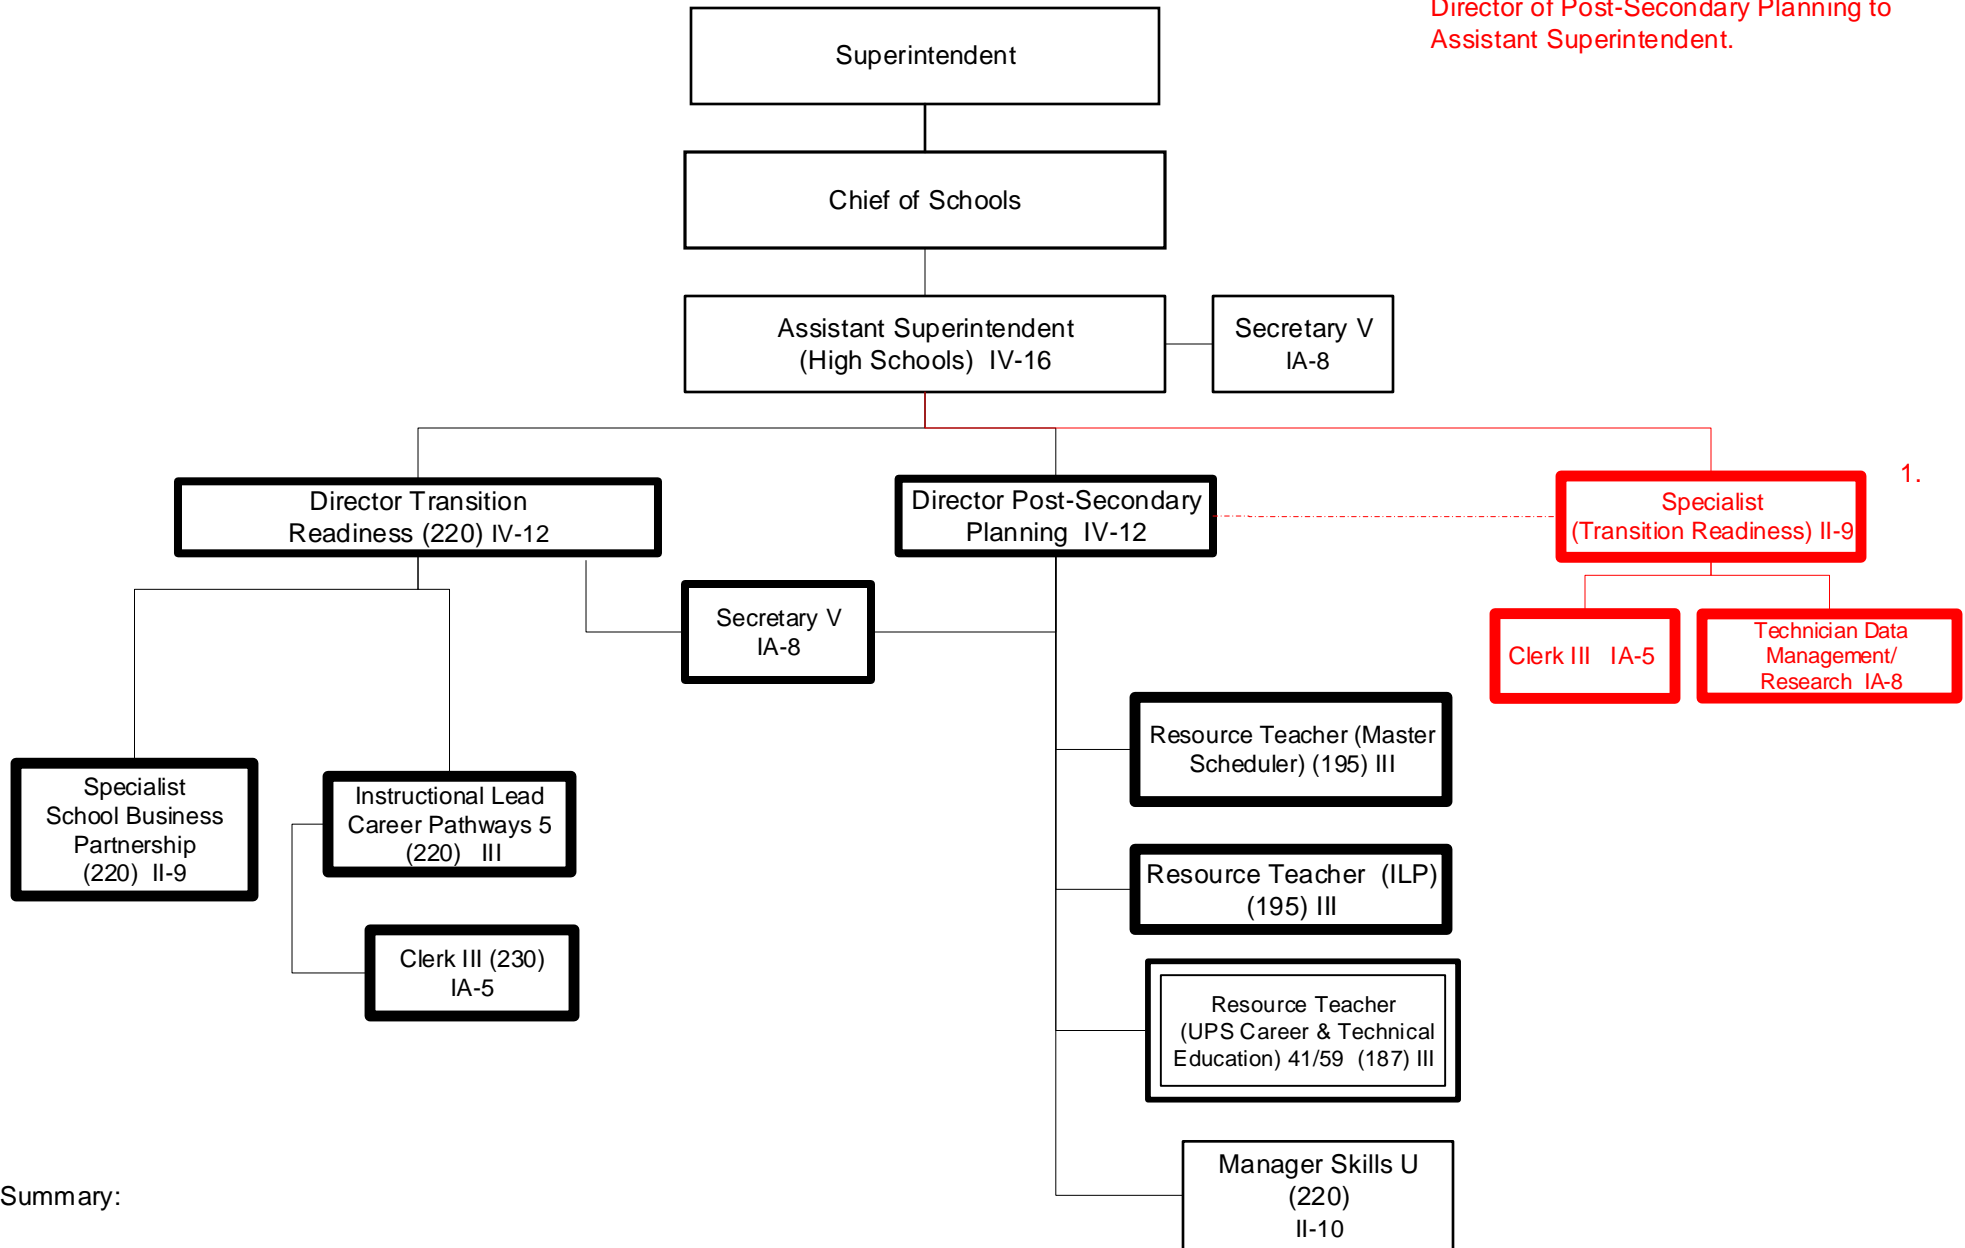 Director of Post-Secondary Planning to
Assistant Superintendent.
Superintendent
Chief of Schools
Assistant Superintendent
(High Schools) IV-16
Secretary V
IA-8
Director Transition
Readiness (220) IV-12
Director Post-Secondary
Planning IV-12
1.
Specialist
(Transition Readiness) II-9
Secretary V
IA-8
Clerk III IA-5
Technician Data
Management/
Research IA-8
Resource Teacher (Master
Scheduler) (195) III
Specialist
School Business
Partnership
(220) II-9
Instructional Lead
Career Pathways 5
(220) III
Resource Teacher (ILP)
(195) III
Clerk III (230)
IA-5
Resource Teacher
(UPS Career & Technical
Education) 41/59 (187) III
Manager Skills U
(220)
II-10
Summary: